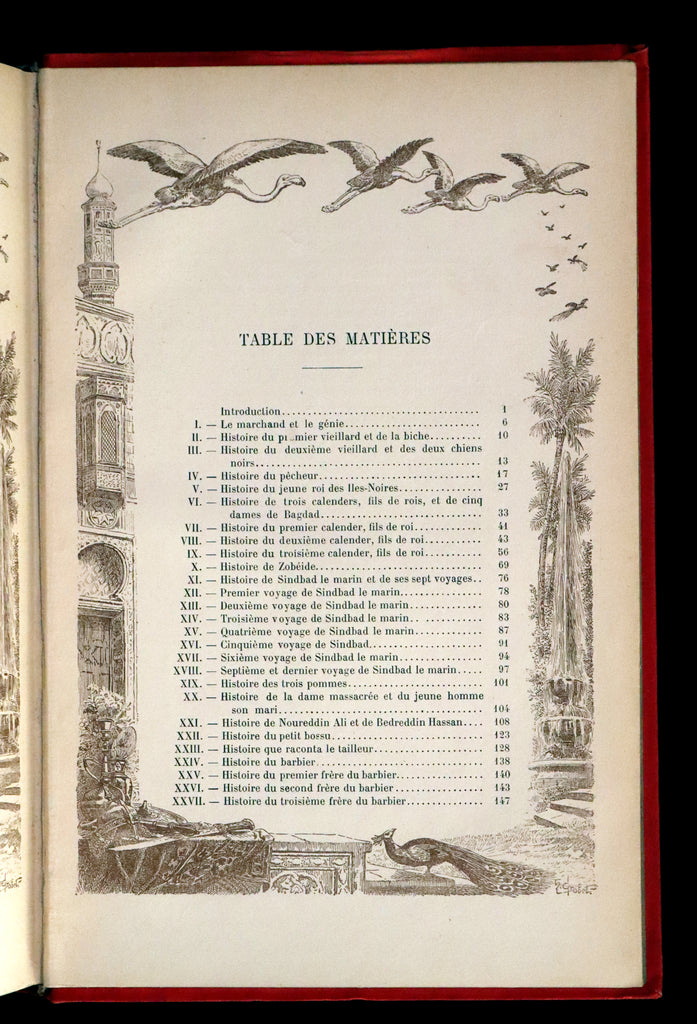 TABLE DES MATIÈRES
Introduction................................ 1
I. — Le marchand et le génie........................ 6
II. — Histoire du premier vieillard et de la biche.......... 10
III. — Histoire du deuxième vieillard et des deux chiens
noirs........................................ 13
IV. — Histoire du pêcheur............................ 17
V. — Histoire du jeune roi des Iles-Noires............... 27
VI. — Histoire de trois calenders, fils de rois, et de cinq
dames de Bagdad............................ 33
VII. — Histoire du premier calender, fils de roi............ 41
VIII. — Histoire du deuxième calender, fils de roi.......... 43
IX. — Histoire du troisième calender, fils de roi.......... 56
X. — Histoire de Zobéide............................. 69
XI. — Histoire de Sindbad le marin et de ses sept voyages.. 76
XII. — Premier voyage de Sindbad le marin.............. 78
XIII. — Deuxième voyage de Sindbad le marin............ 80
XIV. — Troisième voyage de Sindbad le marin.. ......... 83
XV. — Quatrième voyage de Sindbad le marin............ 87
XVI. — Cinquième voyage de Sindbad................... 91
XVII. — Sixième voyage de Sindbad le marin.............. 94
XVIII. — Septième et dernier voyage de Sindbad le marin..... 97
XIX. — Histoire des trois pommes....................... 101
XX. — Histoire de la dame massacrée et du jeune homme
son mari.................................... 104
XXI. — Histoire de Noureddin Ali et de Bedreddin Hassan.... 108
XXII. — Histoire du petit bossu.......................... 123
XXIII. — Histoire que raconta le tailleur................... 128
XXIV. — Histoire du barbier............................. 138
XXV. — Histoire du premier frère du barbier............... 140
XXVI. — Histoire du second frère du barbier............... 143
XXVII. — Histoire du troisième frère du barbier.............. 147